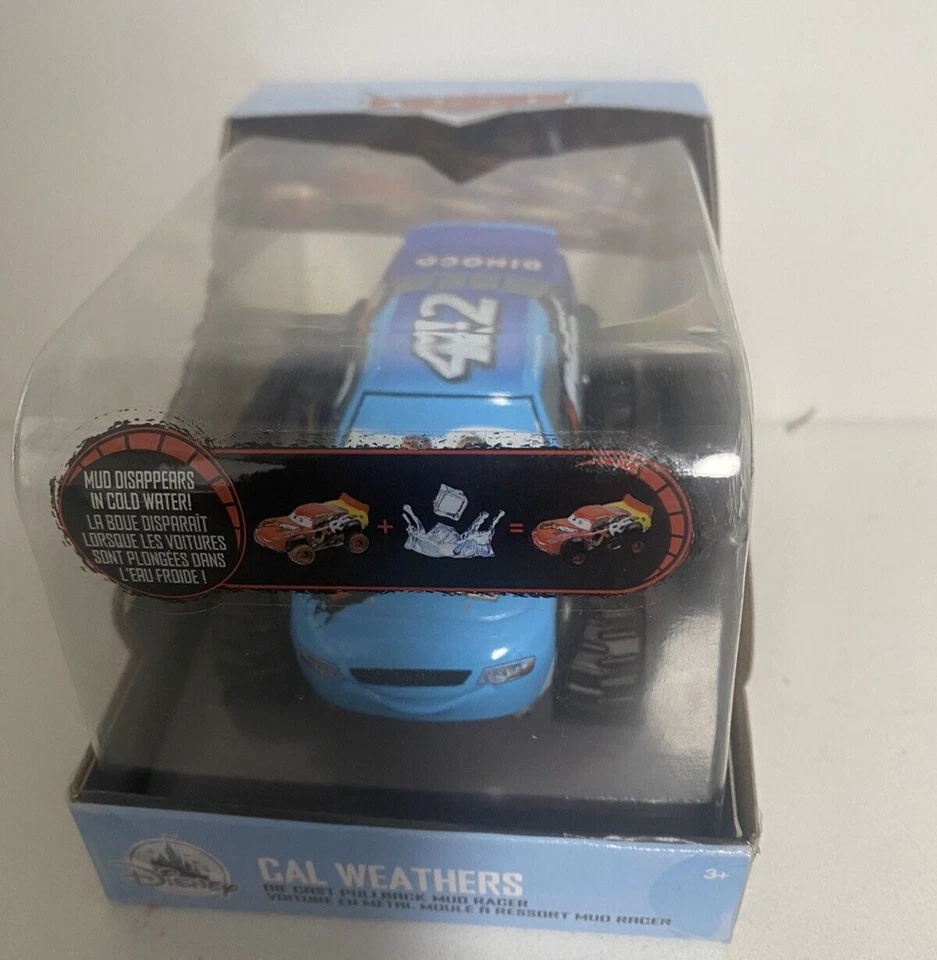 DINOCO
42
MUD DISAPPEARS
IN COLD WATER!
LA BOUE DISPARAÎT
LORSQUE LES VOITURES
SONT PLONGÉES DANS
L'EAU FROIDE !
+
=
Disney
CAL WEATHERS
DIE CAST PULLBACK MUD RACER
VOITURE EN MÉTAL MOULÉ À RESSORT MUD RACER
3+